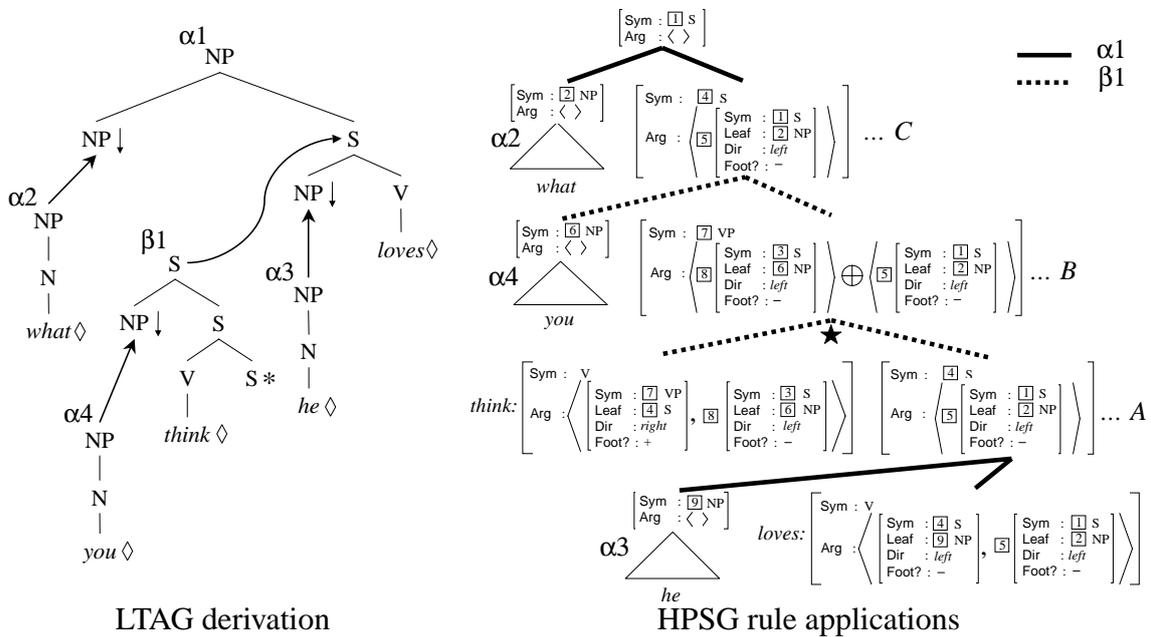 α1
NP
NP↓
S
α2
NP
N
what◊
NP↓
V
loves◊
β1
S
α3
NP
N
he◊
NP↓
S
V
S*
think◊
α4
NP
N
you◊
LTAG derivation
Sym : 1 S
Arg : 〈 〉
α1
β1
Sym : 2 NP
Arg : 〈 〉
α2
what
Sym : 4 S
Arg : 〈 5
Sym : 1 S
Leaf : 2 NP
Dir : left
Foot? : −
〉
... C
Sym : 6 NP
Arg : 〈 〉
α4
you
Sym : 7 VP
Arg : 〈 8
Sym : 3 S
Leaf : 6 NP
Dir : left
Foot? : −
〉 ⊕ 〈 5
Sym : 1 S
Leaf : 2 NP
Dir : left
Foot? : −
〉
... B
★
think:
Sym : V
Arg : 〈
Sym : 7 VP
Leaf : 4 S
Dir : right
Foot? : +
, 8
Sym : 3 S
Leaf : 6 NP
Dir : left
Foot? : −
〉
Sym : 4 S
Arg : 〈 5
Sym : 1 S
Leaf : 2 NP
Dir : left
Foot? : −
〉
... A
Sym : 9 NP
Arg : 〈 〉
α3
he
loves:
Sym : V
Arg : 〈
Sym : 4 S
Leaf : 9 NP
Dir : left
Foot? : −
, 5
Sym : 1 S
Leaf : 2 NP
Dir : left
Foot? : −
〉
HPSG rule applications